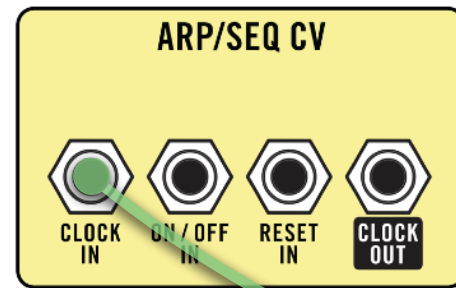 ARP/SEQ CV
CLOCK
IN
ON / OFF
IN
RESET
IN
CLOCK
OUT